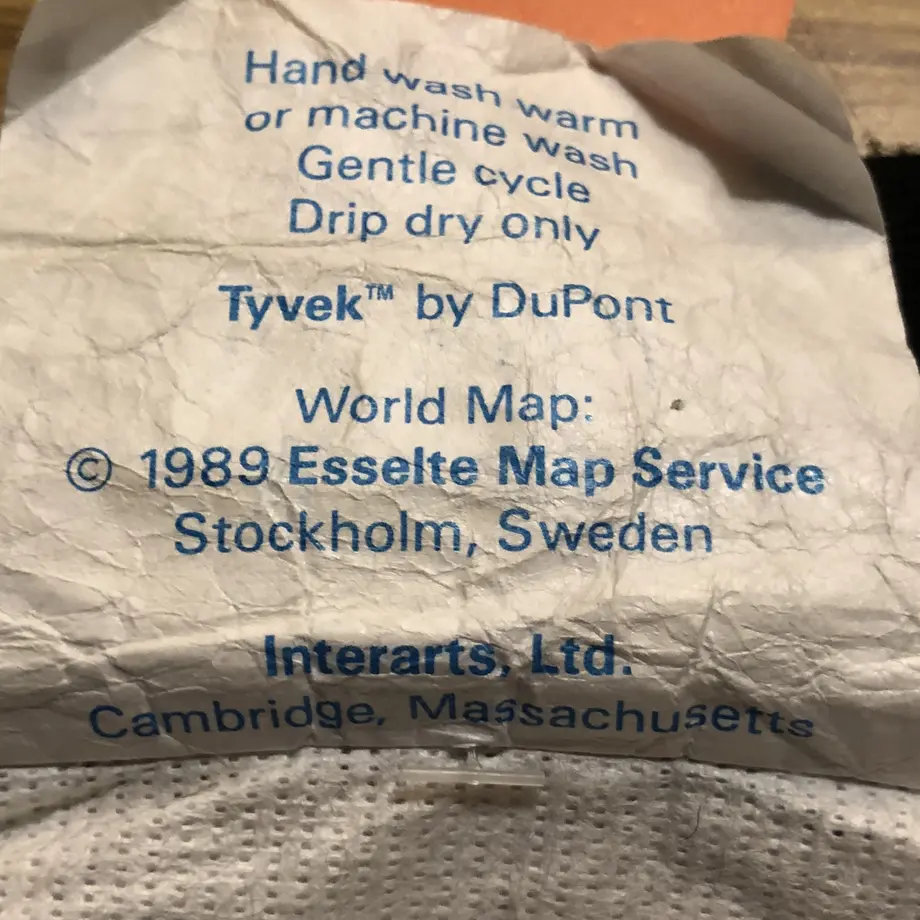 Hand wash warm
or machine wash
Gentle cycle
Drip dry only
Tyvek™ by DuPont
World Map:
© 1989 Esselte Map Service
Stockholm, Sweden
Interarts, Ltd.
Cambridge, Massachusetts